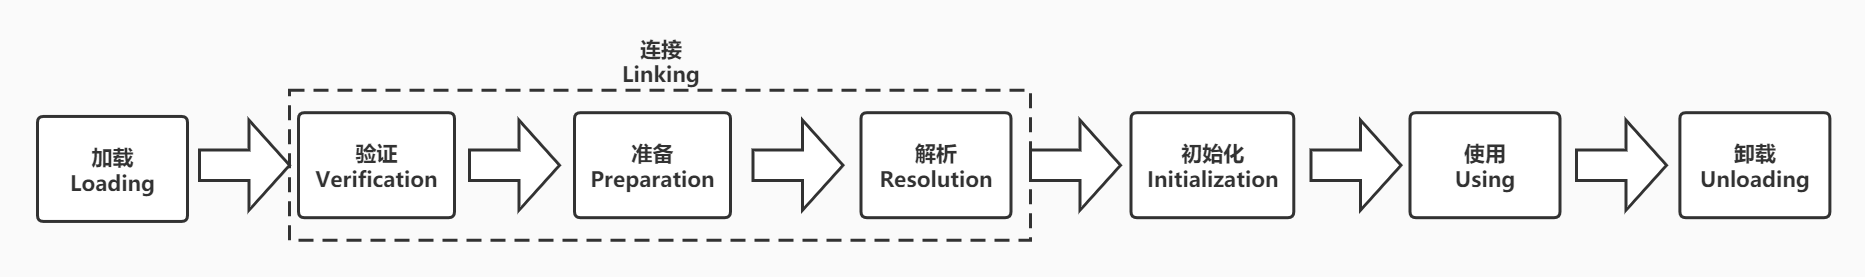 连接
Linking
加载
Loading
验证
Verification
准备
Preparation
解析
Resolution
初始化
Initialization
使用
Using
卸载
Unloading